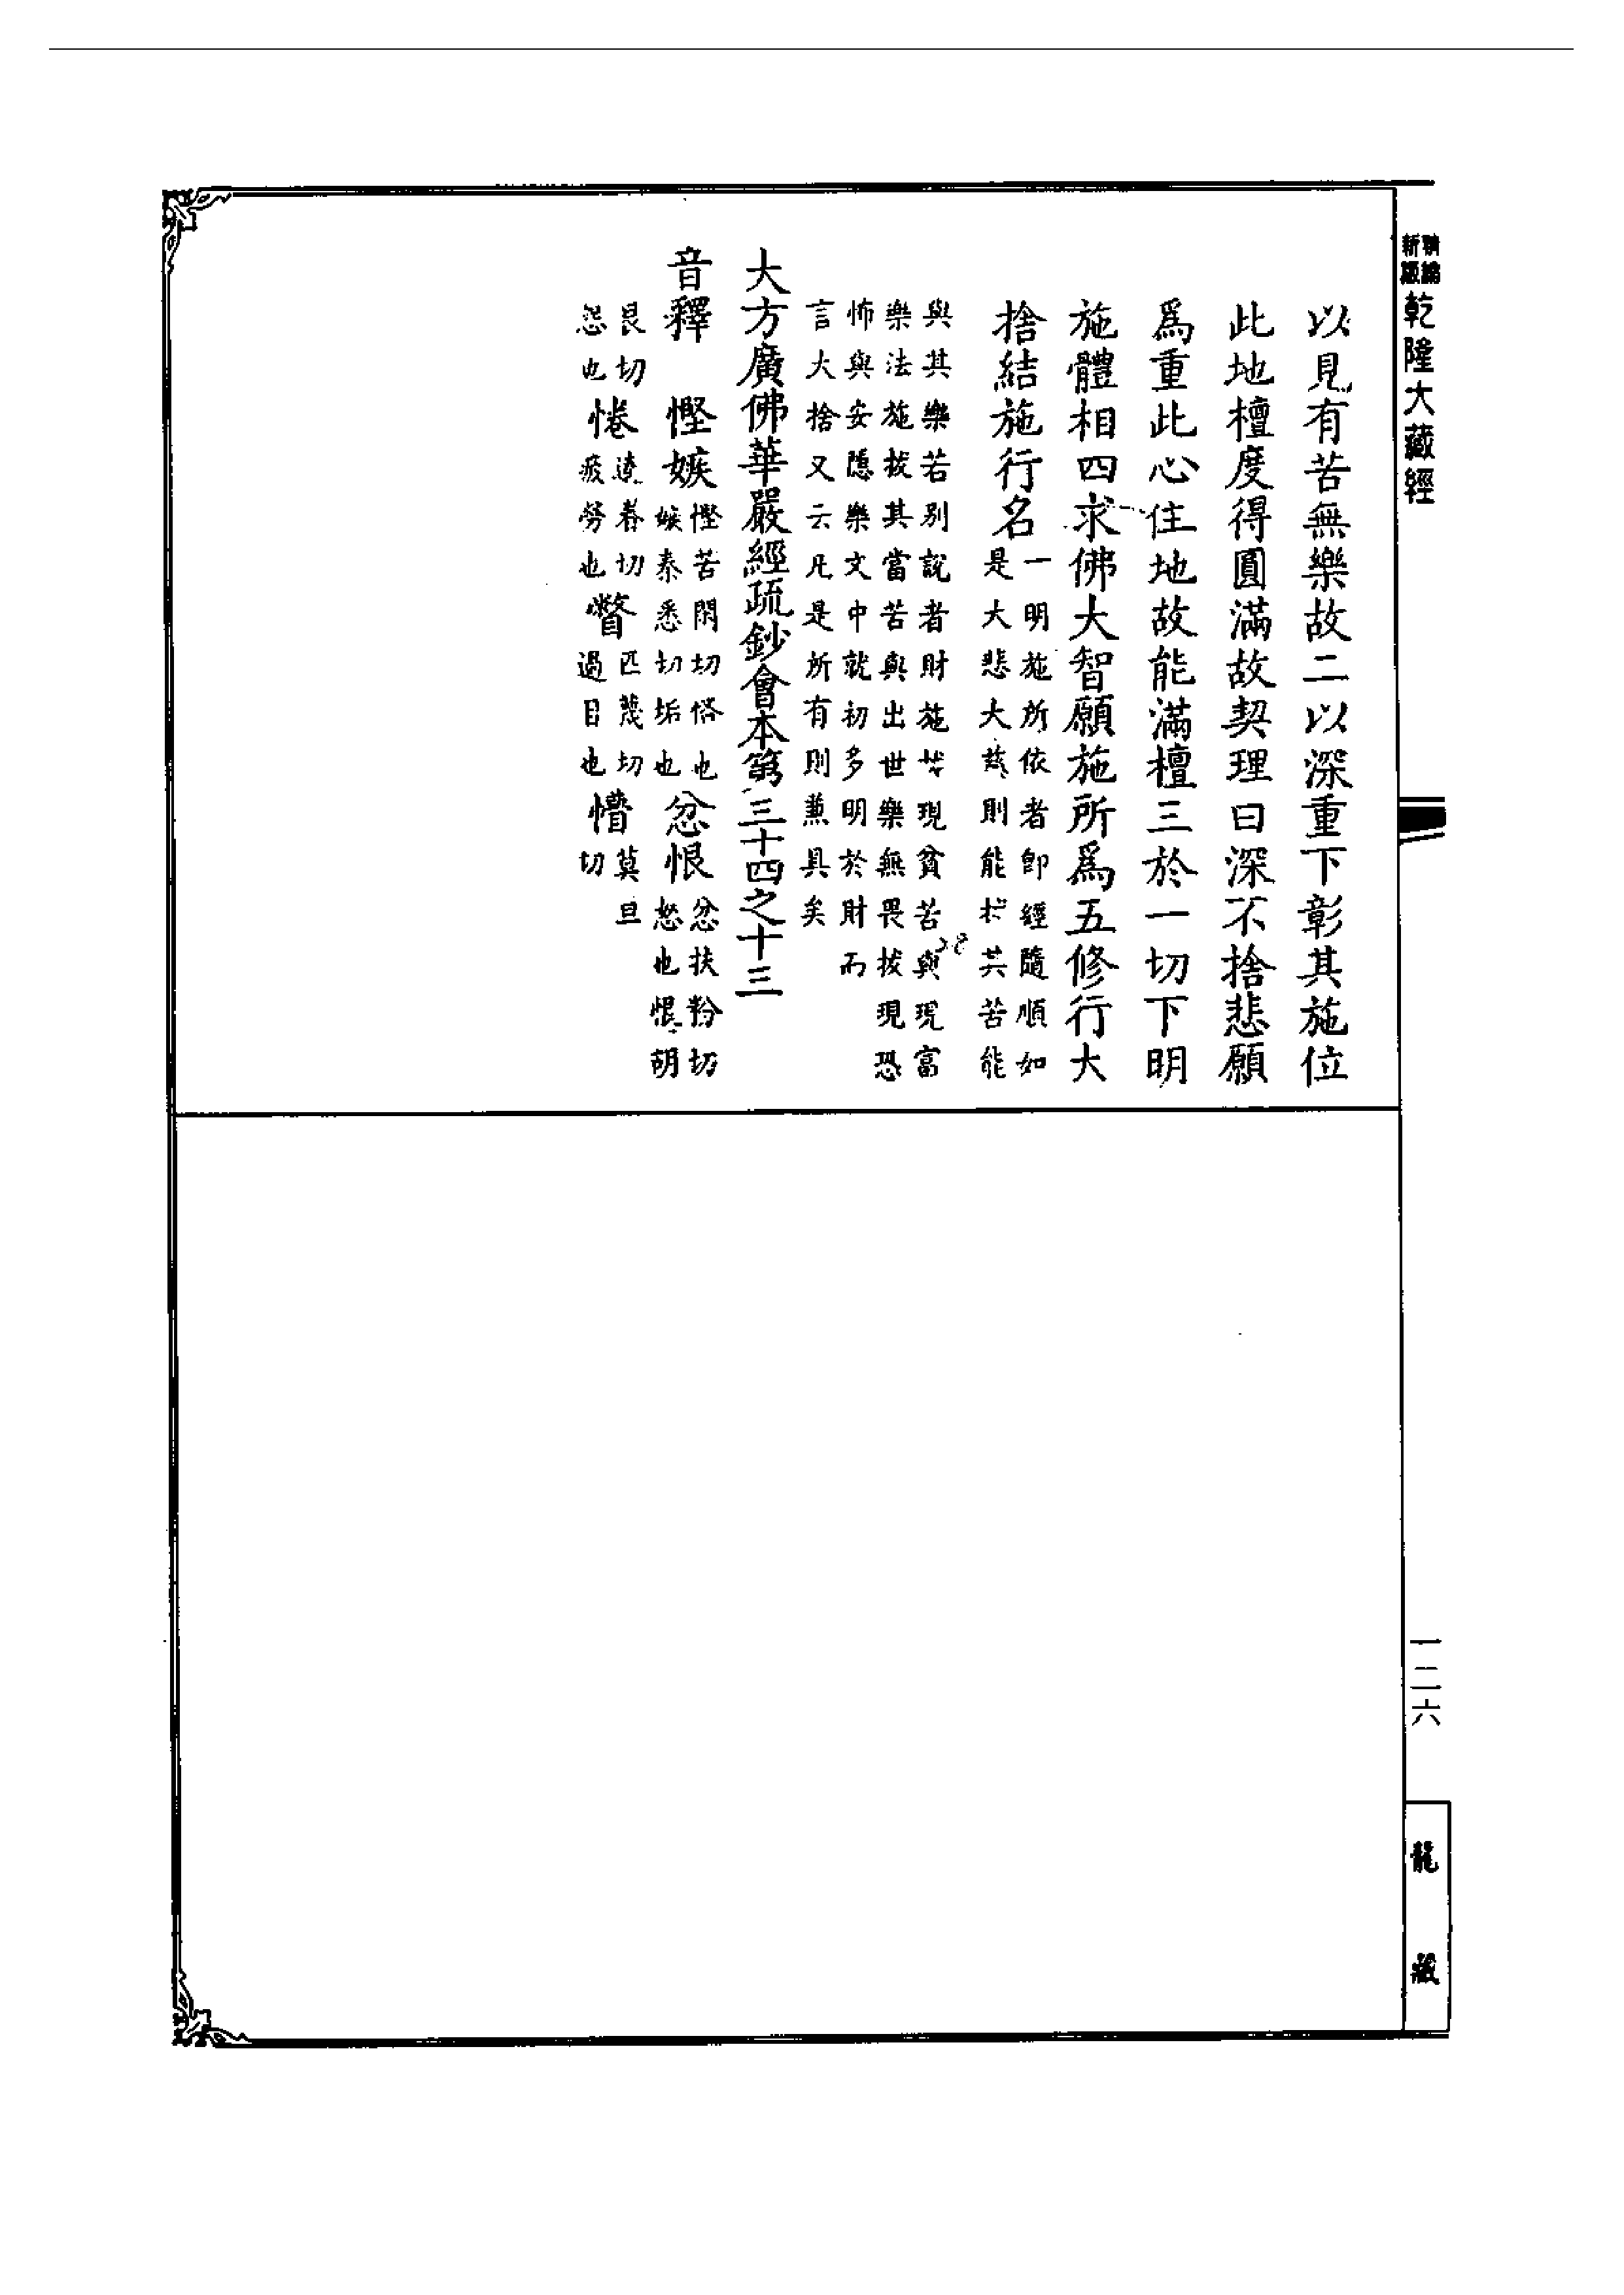 新編縮版
乾隆大藏經
以見有苦無樂故二以深重下彰其施位
此地檀度得圓滿故契理曰深不捨悲願
爲重此心住地故能滿檀三於一切下明
施體相四求佛大智願施所爲五修行大
捨結施行名
一明施所依者即經隨順如
是大悲大慈則能拔其苦能
與其樂若別說者財施拔現貧苦與現富
樂法施拔其當苦與出世樂無畏拔現恐
怖與安隱樂文中就初多明於財而
言大捨又云凡是所有則兼具矣
大方廣佛華嚴經疏鈔會本第三十四之十三
音釋
慳嫉
慳苦閑切悋也
嫉秦悉切垢也
忿恨
忿扶粉切
怒也恨胡
艮切
怨也
惓
逵眷切
疲勞也
瞥
匹蔑切
過目也
懵
莫亘
切
一二六
龍藏